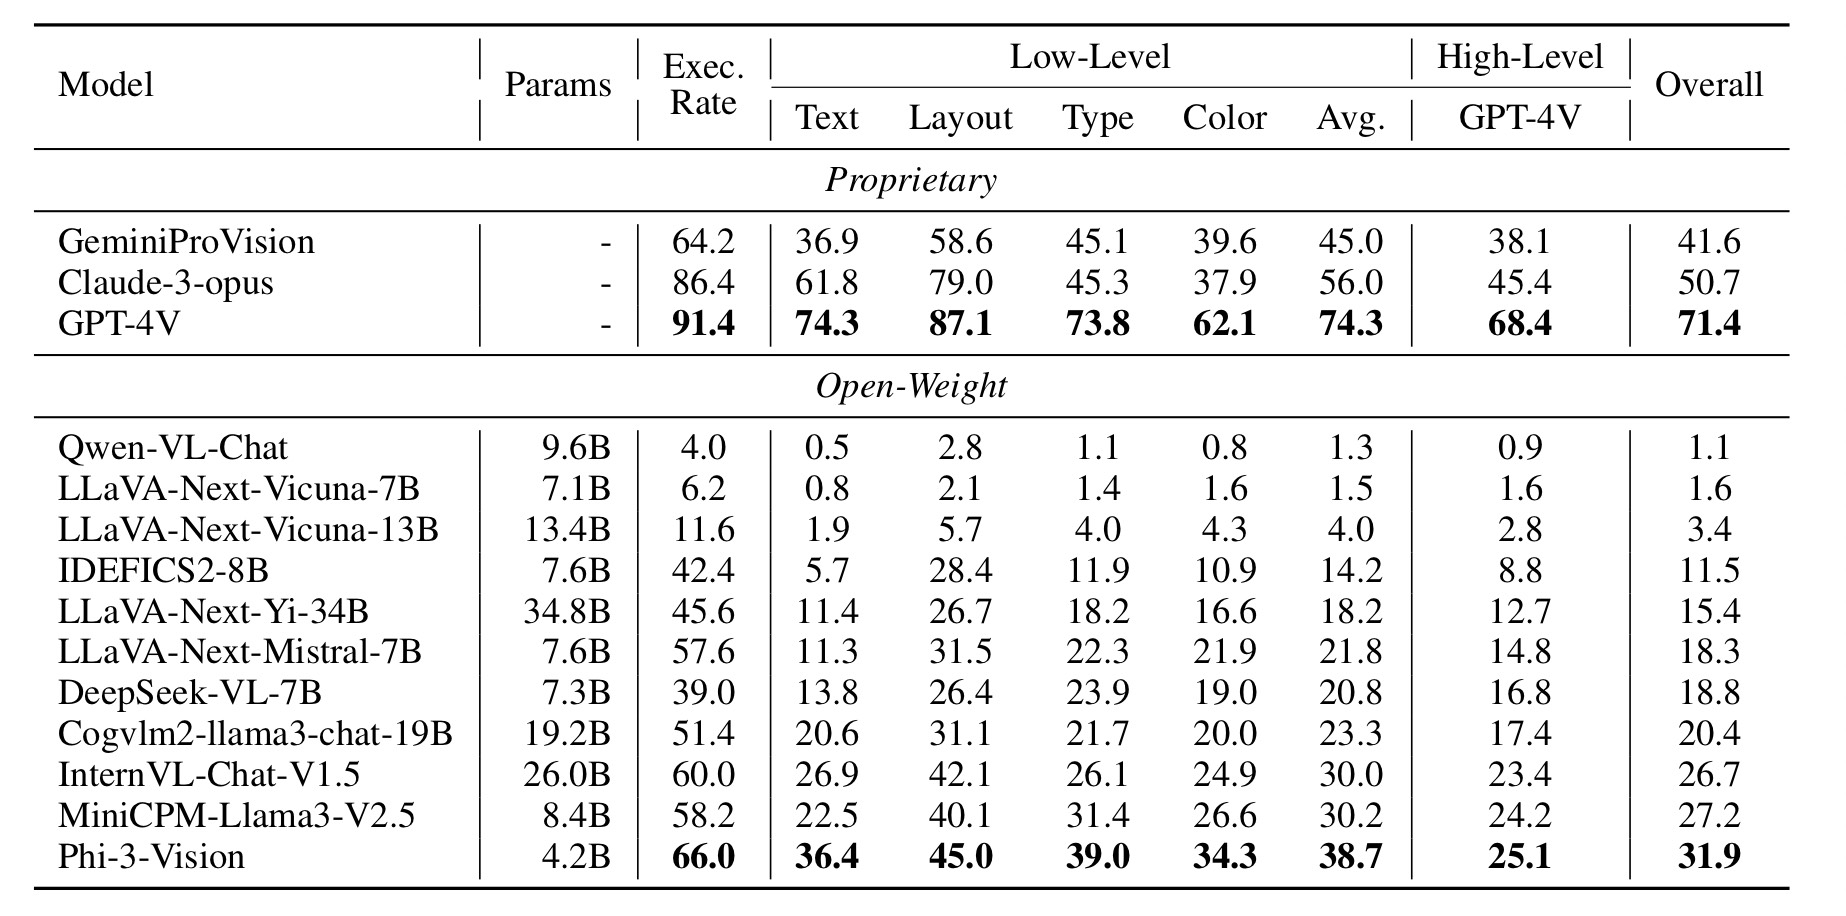 Model Params Exec. Rate Low-Level High-Level Overall
Text Layout Type Color Avg. GPT-4V
Proprietary
GeminiProVision - 64.2 36.9 58.6 45.1 39.6 45.0 38.1 41.6
Claude-3-opus - 86.4 61.8 79.0 45.3 37.9 56.0 45.4 50.7
GPT-4V - 91.4 74.3 87.1 73.8 62.1 74.3 68.4 71.4
Open-Weight
Qwen-VL-Chat 9.6B 4.0 0.5 2.8 1.1 0.8 1.3 0.9 1.1
LLaVA-Next-Vicuna-7B 7.1B 6.2 0.8 2.1 1.4 1.6 1.5 1.6 1.6
LLaVA-Next-Vicuna-13B 13.4B 11.6 1.9 5.7 4.0 4.3 4.0 2.8 3.4
IDEFICS2-8B 7.6B 42.4 5.7 28.4 11.9 10.9 14.2 8.8 11.5
LLaVA-Next-Yi-34B 34.8B 45.6 11.4 26.7 18.2 16.6 18.2 12.7 15.4
LLaVA-Next-Mistral-7B 7.6B 57.6 11.3 31.5 22.3 21.9 21.8 14.8 18.3
DeepSeek-VL-7B 7.3B 39.0 13.8 26.4 23.9 19.0 20.8 16.8 18.8
Cogvlm2-llama3-chat-19B 19.2B 51.4 20.6 31.1 21.7 20.0 23.3 17.4 20.4
InternVL-Chat-V1.5 26.0B 60.0 26.9 42.1 26.1 24.9 30.0 23.4 26.7
MiniCPM-Llama3-V2.5 8.4B 58.2 22.5 40.1 31.4 26.6 30.2 24.2 27.2
Phi-3-Vision 4.2B 66.0 36.4 45.0 39.0 34.3 38.7 25.1 31.9